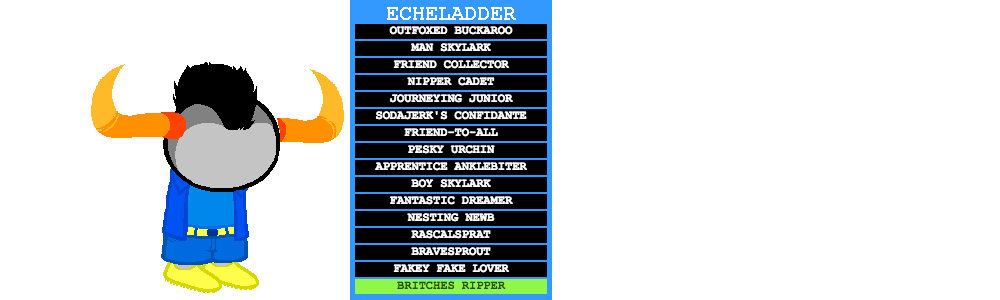 ECHELADDER
OUTFOXED BUCKAROO
MAN SKYLARK
FRIEND COLLECTOR
NIPPER CADET
JOURNEYING JUNIOR
SODAJERK'S CONFIDANTE
FRIEND-TO-ALL
PESKY URCHIN
APPRENTICE ANKLEBITER
BOY SKYLARK
FANTASTIC DREAMER
NESTING NEWB
RASCALSPRAT
BRAVESPROUT
FAKEY FAKE LOVER
BRITCHES RIPPER